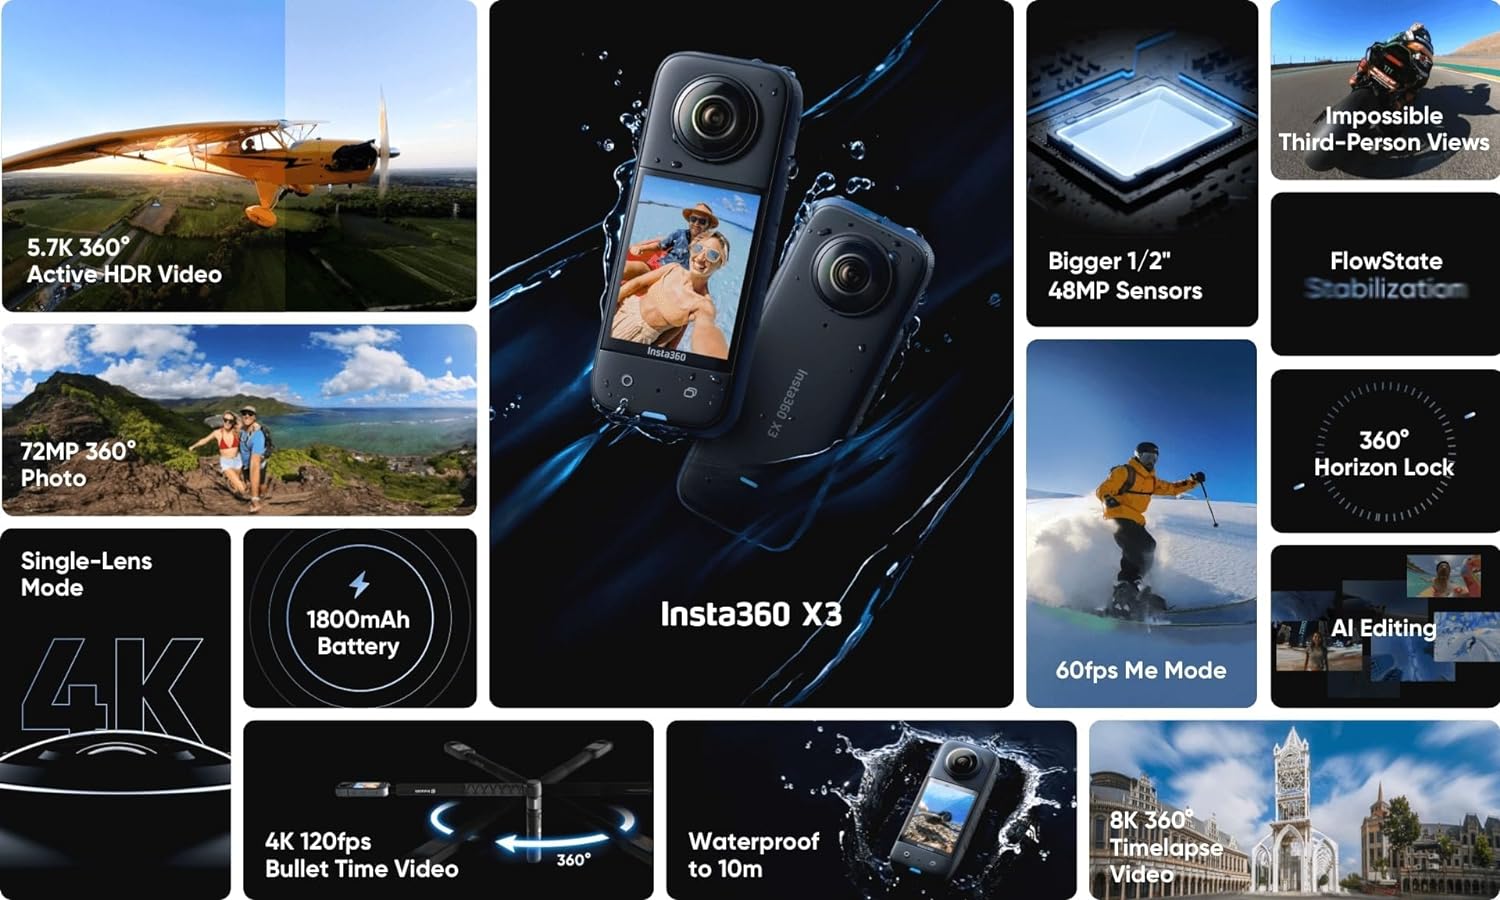 5.7K 360°
Active HDR Video
72MP 360°
Photo
Single-Lens
Mode
4K
1800mAh
Battery
Insta360
Insta360 X3
Insta360 X3
Bigger 1/2"
48MP Sensors
Impossible
Third-Person Views
FlowState
Stabilization
360°
Horizon Lock
60fps Me Mode
AI Editing
4K 120fps
Bullet Time Video
360°
Waterproof
to 10m
8K 360°
Timelapse
Video